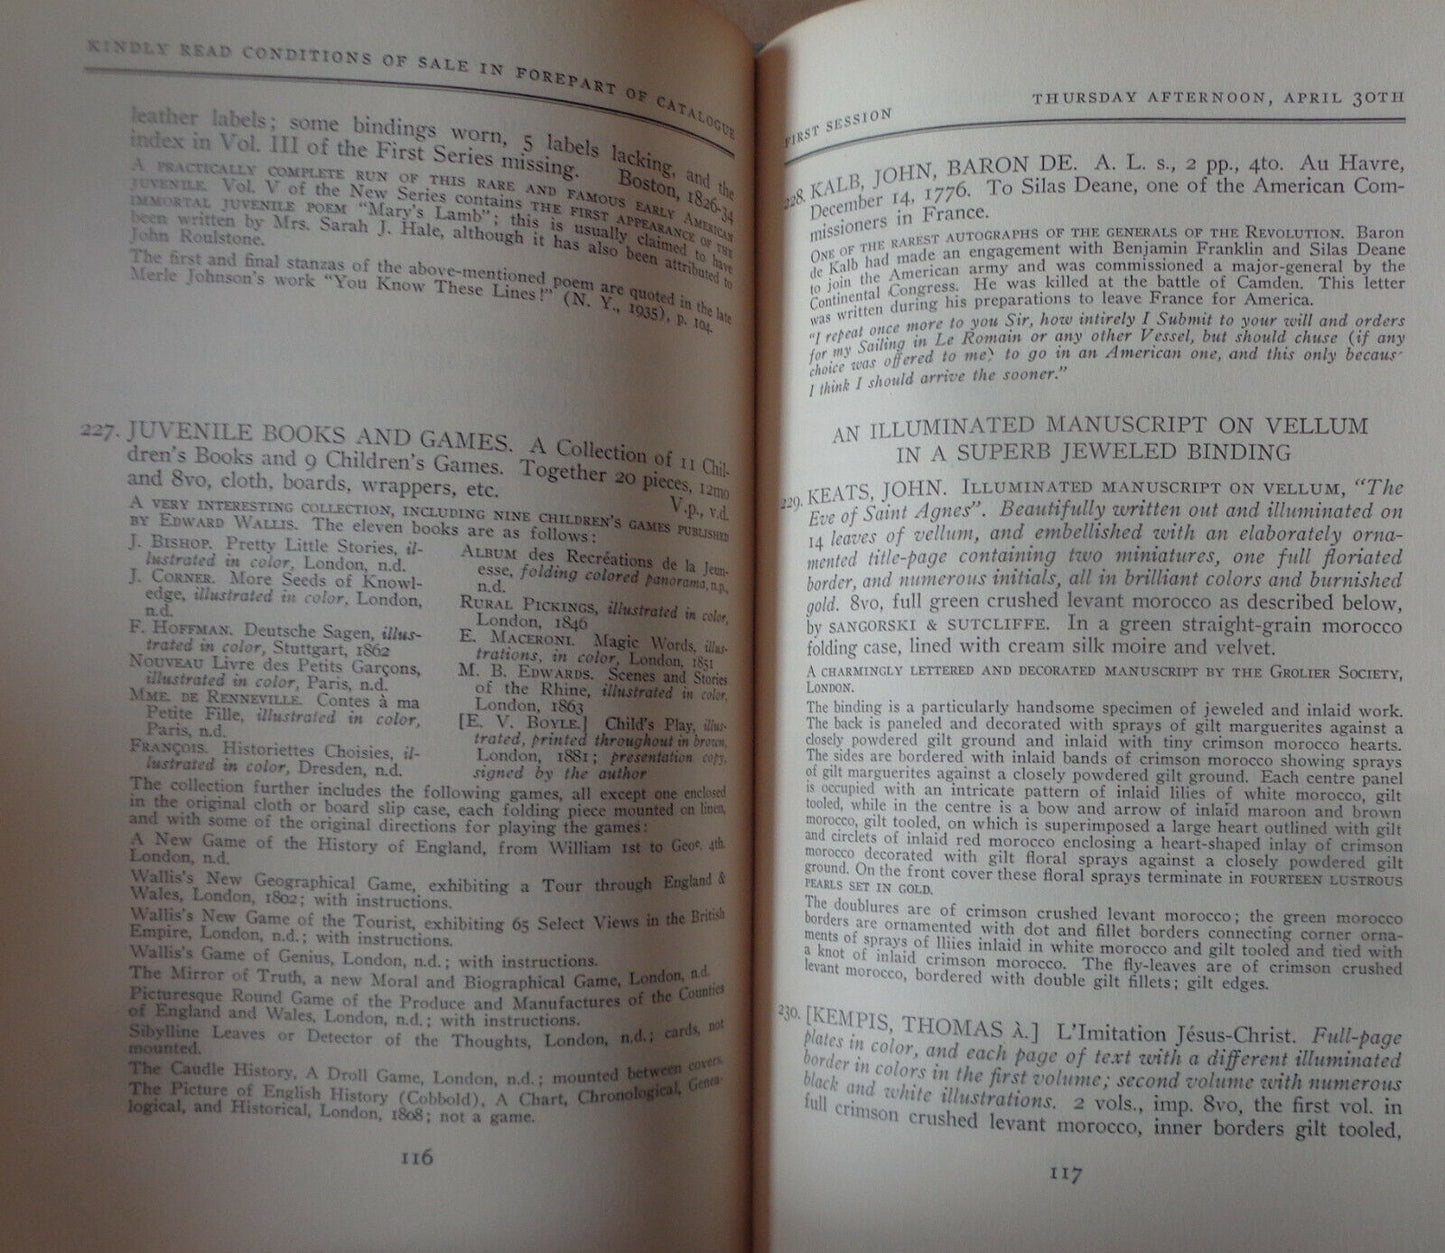 KINDLY READ CONDITIONS OF SALE IN FOREPART OF CATALOGUE
leather labels; some bindings worn, 5 labels lacking, and the
index in Vol. III of the First Series missing. Boston, 1826-34
A PRACTICALLY COMPLETE RUN OF THIS RARE AND FAMOUS EARLY AMERICAN
JUVENILE. Vol. V of the New Series contains THE FIRST APPEARANCE OF THE
IMMORTAL JUVENILE POEM "Mary's Lamb"; this is usually claimed to have
been written by Mrs. Sarah J. Hale, although it has also been attributed to
John Roulstone.
The first and final stanzas of the above-mentioned poem are quoted in the late
Merle Johnson's work "You Know These Lines!" (N. Y., 1935), p. 104.
227. JUVENILE BOOKS AND GAMES. A Collection of 11 Chil-
dren's Books and 9 Children's Games. Together 20 pieces, 12mo
and 8vo, cloth, boards, wrappers, etc. V.p., v.d.
A VERY INTERESTING COLLECTION, INCLUDING NINE CHILDREN'S GAMES PUBLISHED
BY EDWARD WALLIS. The eleven books are as follows:
J. BISHOP. Pretty Little Stories, il-
lustrated in color, London, n.d.
J. CORNER. More Seeds of Knowl-
edge, illustrated in color, London,
n.d.
F. HOFFMAN. Deutsche Sagen, illus-
trated in color, Stuttgart, 1862
NOUVEAU Livre des Petits Garçons,
illustrated in color, Paris, n.d.
MME. DE RENNEVILLE. Contes à ma
Petite Fille, illustrated in color,
Paris, n.d.
FRANÇOIS. Historiettes Choisies, il-
lustrated in color, Dresden, n.d.
ALBUM des Recréations de la Jeun-
esse, folding colored panorama, n.p.,
n.d.
RURAL PICKINGS, illustrated in color,
London, 1846
E. MACERONI. Magic Words, illus-
trations, in color, London, 1851
M. B. EDWARDS. Scenes and Stories
of the Rhine, illustrated in color,
London, 1863
[E. V. BOYLE.] Child's Play, illus-
trated, printed throughout in brown,
London, 1881; presentation copy,
signed by the author
The collection further includes the following games, all except one enclosed
in the original cloth or board slip case, each folding piece mounted on linen,
and with some of the original directions for playing the games:
A New Game of the History of England, from William 1st to Geoe. 4th.
London, n.d.
Wallis's New Geographical Game, exhibiting a Tour through England &
Wales, London, 1802; with instructions.
Wallis's New Game of the Tourist, exhibiting 65 Select Views in the British
Empire, London, n.d.; with instructions.
Wallis's Game of Genius, London, n.d.; with instructions.
The Mirror of Truth, a new Moral and Biographical Game, London, n.d.
Picturesque Round Game of the Produce and Manufactures of the Counties
of England and Wales, London, n.d.; with instructions.
Sibylline Leaves or Detector of the Thoughts, London, n.d.; cards, not
mounted.
The Caudle History, A Droll Game, London, n.d.; mounted between covers.
The Picture of English History (Cobbold), A Chart, Chronological, Genea-
logical, and Historical, London, 1808; not a game.
116
FIRST SESSION THURSDAY AFTERNOON, APRIL 30TH
228. KALB, JOHN, BARON DE. A. L. s., 2 pp., 4to. Au Havre,
December 14, 1776. To Silas Deane, one of the American Com-
missioners in France.
ONE OF THE RAREST AUTOGRAPHS OF THE GENERALS OF THE REVOLUTION. Baron
de Kalb had made an engagement with Benjamin Franklin and Silas Deane
to join the American army and was commissioned a major-general by the
Continental Congress. He was killed at the battle of Camden. This letter
was written during his preparations to leave France for America.
"I repeat once more to you Sir, how intirely I Submit to your will and orders
for my Sailing in Le Romain or any other Vessel, but should chuse (if any
choice was offered to me) to go in an American one, and this only becaus-
I think I should arrive the sooner."
AN ILLUMINATED MANUSCRIPT ON VELLUM
IN A SUPERB JEWELED BINDING
229. KEATS, JOHN. ILLUMINATED MANUSCRIPT ON VELLUM, "The
Eve of Saint Agnes". Beautifully written out and illuminated on
14 leaves of vellum, and embellished with an elaborately orna-
mented title-page containing two miniatures, one full floriated
border, and numerous initials, all in brilliant colors and burnished
gold. 8vo, full green crushed levant morocco as described below,
by SANGORSKI & SUTCLIFFE. In a green straight-grain morocco
folding case, lined with cream silk moire and velvet.
A CHARMINGLY LETTERED AND DECORATED MANUSCRIPT BY THE GROLIER SOCIETY,
LONDON.
The binding is a particularly handsome specimen of jeweled and inlaid work.
The back is paneled and decorated with sprays of gilt marguerites against a
closely powdered gilt ground and inlaid with tiny crimson morocco hearts.
The sides are bordered with inlaid bands of crimson morocco showing sprays
of gilt marguerites against a closely powdered gilt ground. Each centre panel
is occupied with an intricate pattern of inlaid lilies of white morocco, gilt
tooled, while in the centre is a bow and arrow of inlaid maroon and brown
morocco, gilt tooled, on which is superimposed a large heart outlined with gilt
and circlets of inlaid red morocco enclosing a heart-shaped inlay of crimson
morocco decorated with gilt floral sprays against a closely powdered gilt
ground. On the front cover these floral sprays terminate in FOURTEEN LUSTROUS
PEARLS SET IN GOLD.
The doublures are of crimson crushed levant morocco; the green morocco
borders are ornamented with dot and fillet borders connecting corner orna-
ments of sprays of lliies inlaid in white morocco and gilt tooled and tied with
a knot of inlaid crimson morocco. The fly-leaves are of crimson crushed
levant morocco, bordered with double gilt fillets; gilt edges.
230. [KEMPIS, THOMAS À.] L'Imitation Jésus-Christ. Full-page
plates in color, and each page of text with a different illuminated
border in colors in the first volume; second volume with numerous
black and white illustrations. 2 vols., imp. 8vo, the first vol. in
full crimson crushed levant morocco, inner borders gilt tooled,
117